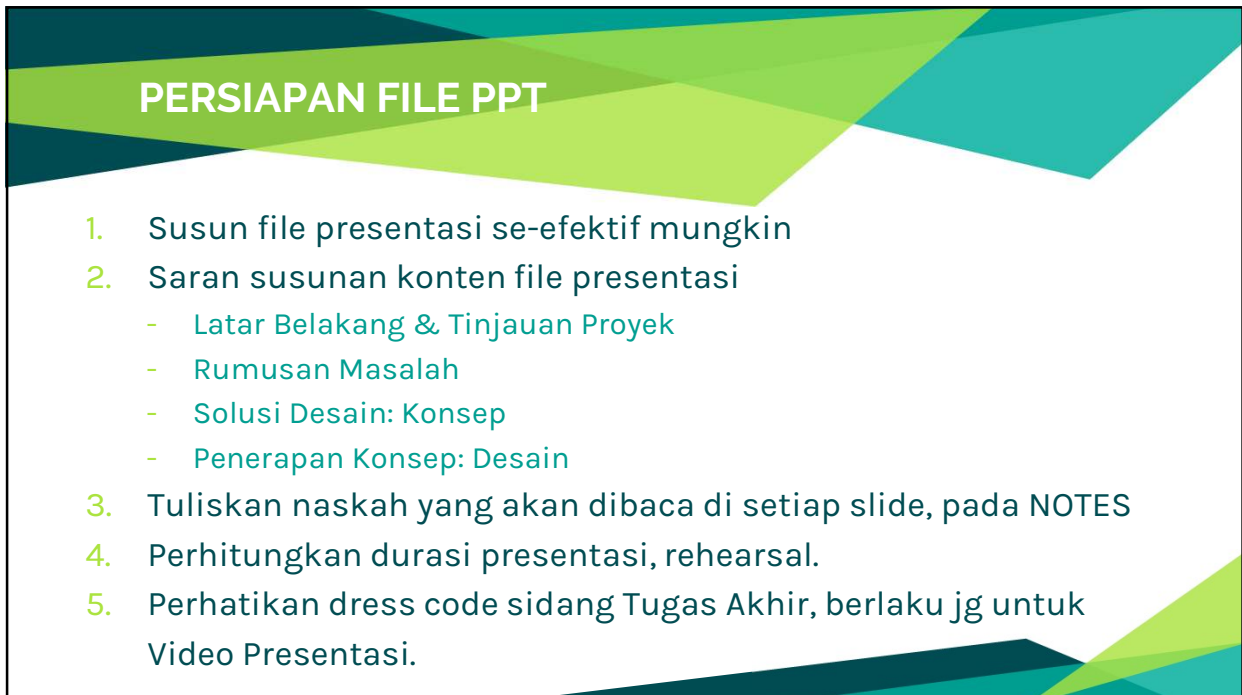 PERSIAPAN FILE PPT
1. Susun file presentasi se-efektif mungkin
2. Saran susunan konten file presentasi
- Latar Belakang & Tinjauan Proyek
- Rumusan Masalah
- Solusi Desain: Konsep
- Penerapan Konsep: Desain
3. Tuliskan naskah yang akan dibaca di setiap slide, pada NOTES
4. Perhitungkan durasi presentasi, rehearsal.
5. Perhatikan dress code sidang Tugas Akhir, berlaku jg untuk
Video Presentasi.